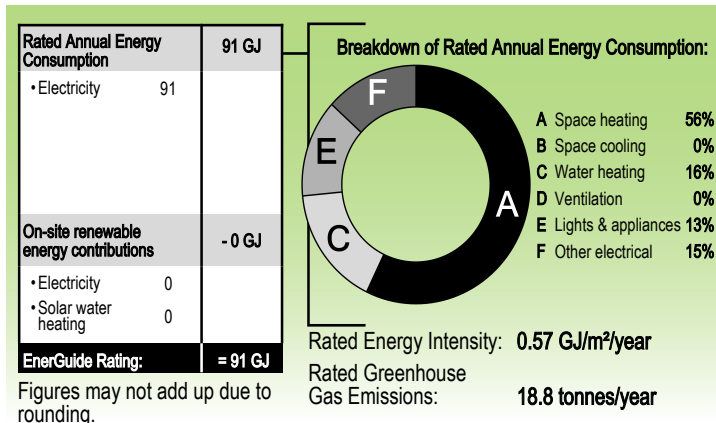 Rated Annual Energy Consumption 91 GJ
• Electricity 91
On-site renewable energy contributions - 0 GJ
• Electricity 0
• Solar water heating 0
EnerGuide Rating: = 91 GJ
Figures may not add up due to
rounding.
Breakdown of Rated Annual Energy Consumption:
F
E
A
C
A Space heating 56%
B Space cooling 0%
C Water heating 16%
D Ventilation 0%
E Lights & appliances 13%
F Other electrical 15%
Rated Energy Intensity: 0.57 GJ/m²/year
Rated Greenhouse
Gas Emissions: 18.8 tonnes/year